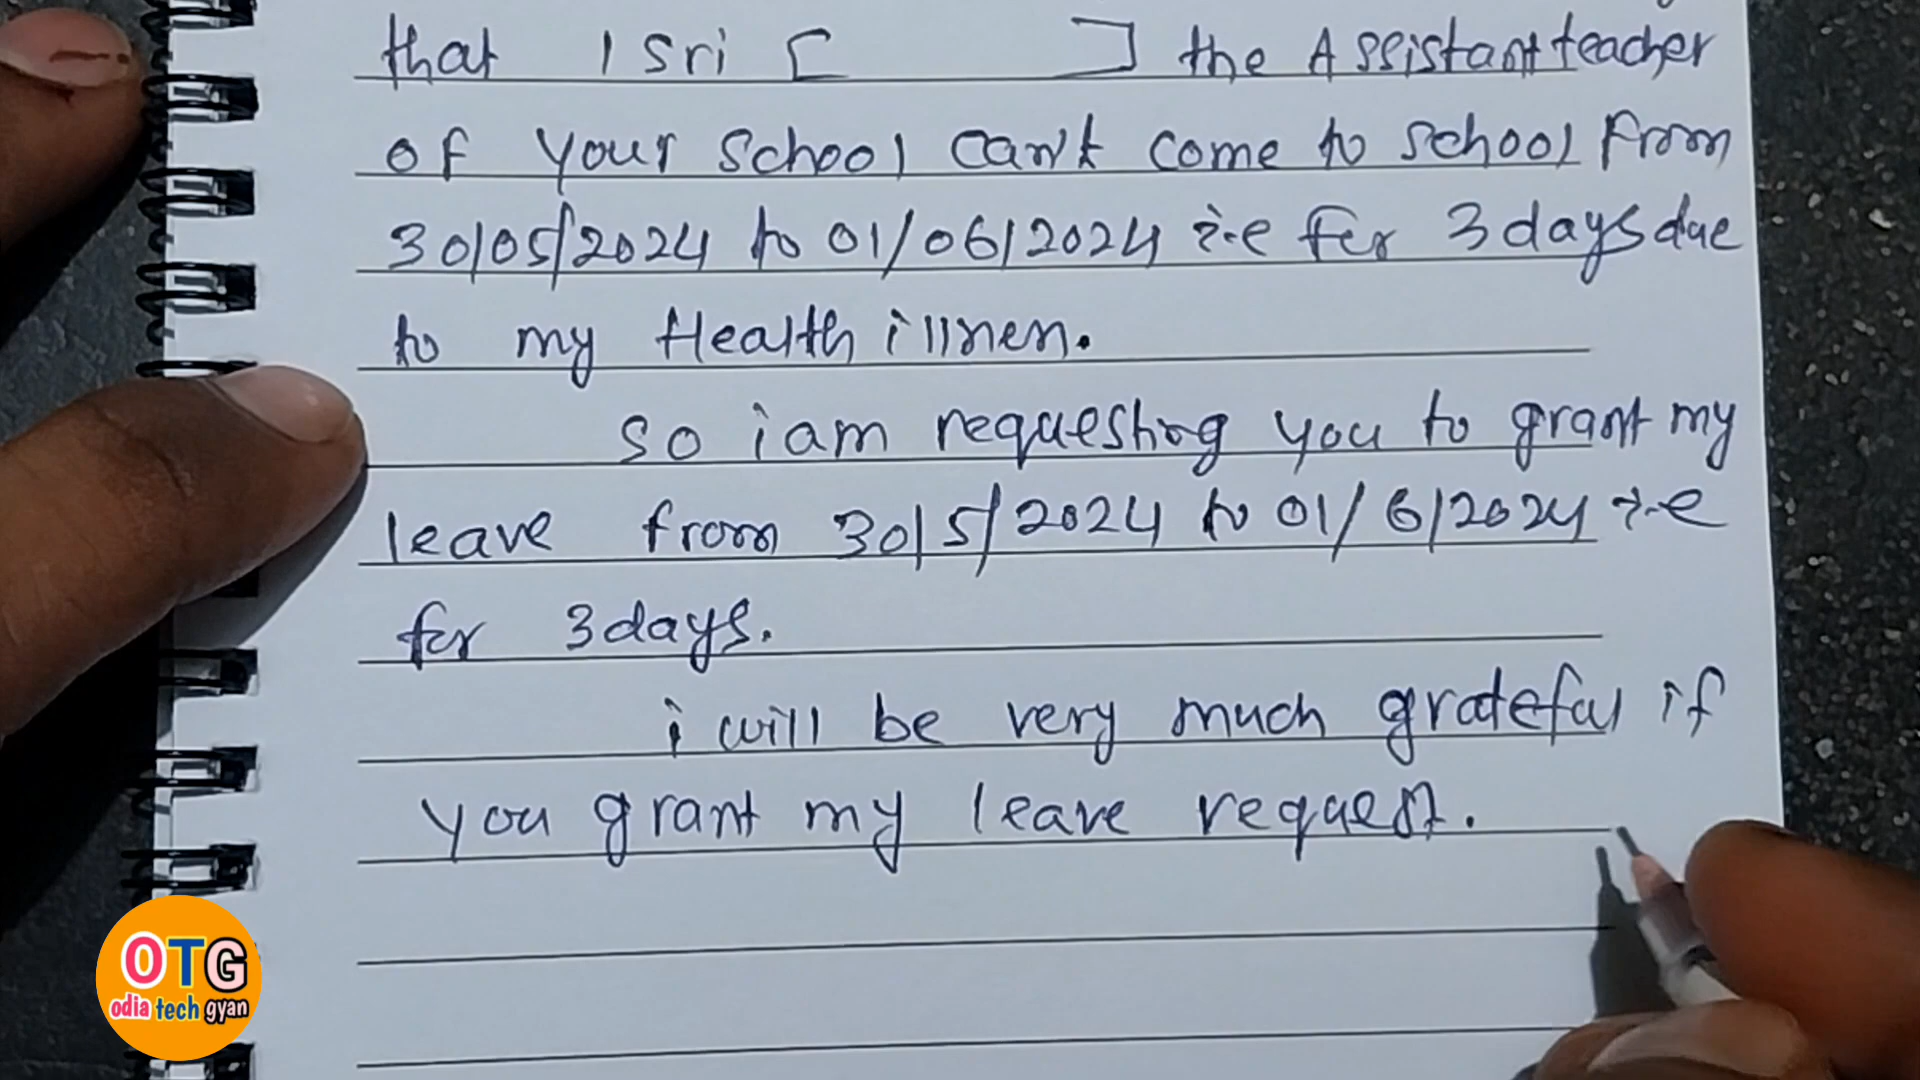 that I Sri [ ] the Assistant teacher
of your school can't come to school from
30/05/2024 to 01/06/2024 i.e for 3 days due
to my Health illness.
so i am requesting you to grant my
leave from 30/5/2024 to 01/6/2024 i.e
for 3 days.
i will be very much grateful if
you grant my leave request.
OTG
odia tech gyan